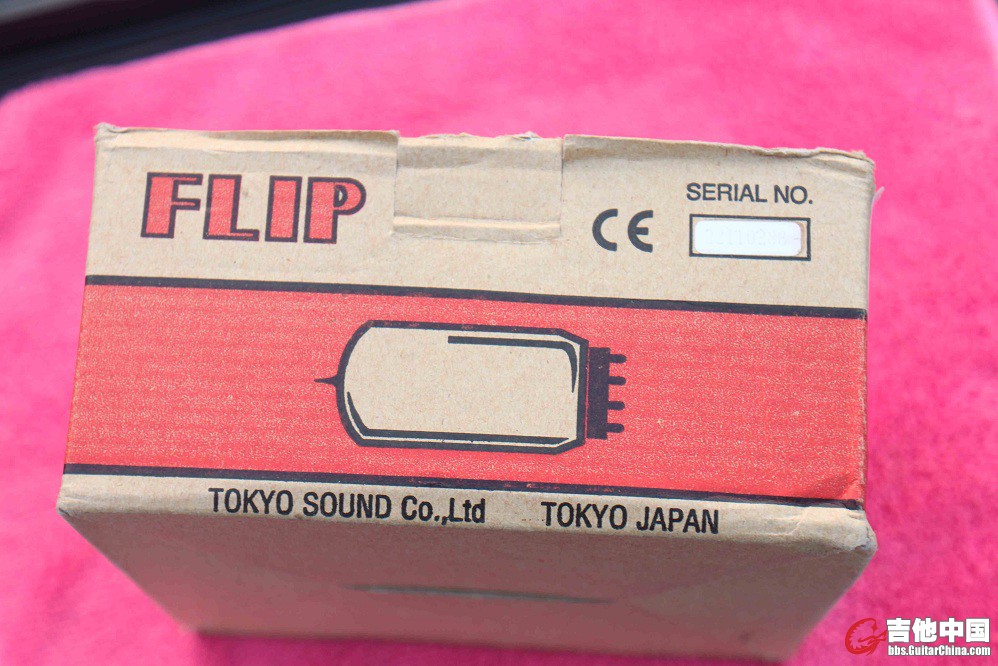 FLIP
CE
SERIAL NO.
TOKYO SOUND Co.,Ltd TOKYO JAPAN
吉他中国
bbs.GuitarChina.com